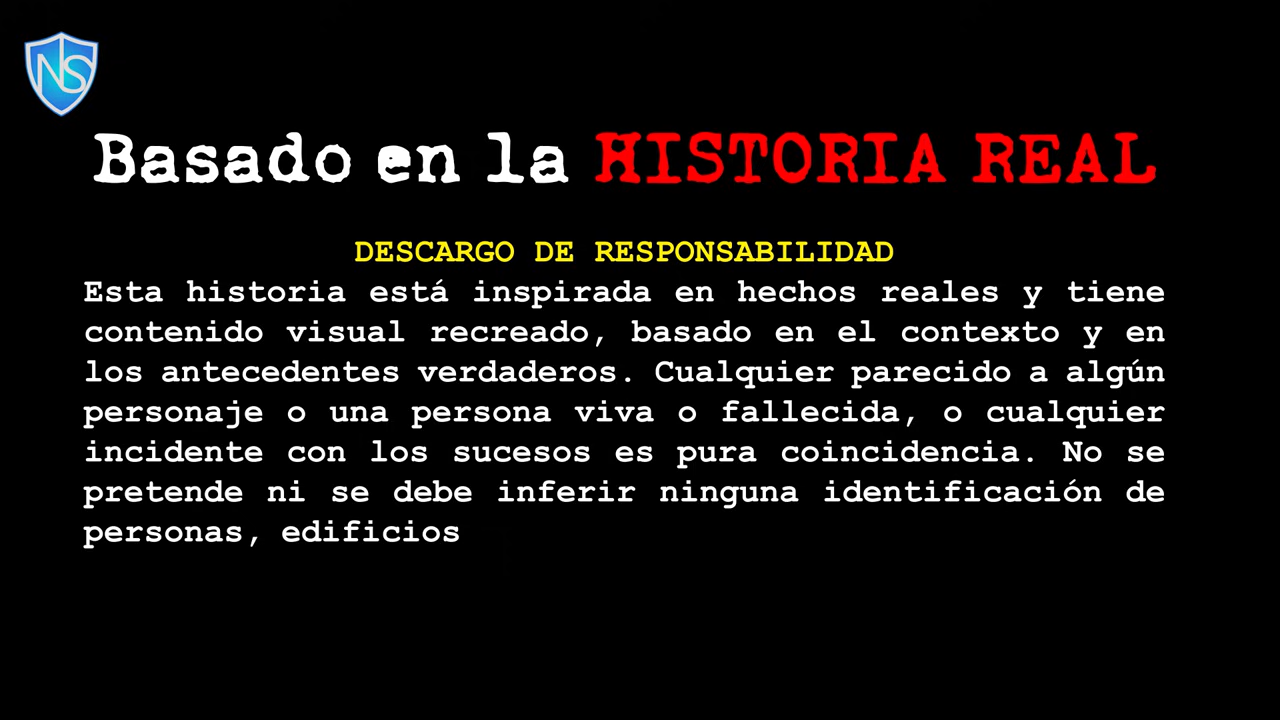 NS
Basado en la HISTORIA REAL
DESCARGO DE RESPONSABILIDAD
Esta historia está inspirada en hechos reales y tiene
contenido visual recreado, basado en el contexto y en
los antecedentes verdaderos. Cualquier parecido a algún
personaje o una persona viva o fallecida, o cualquier
incidente con los sucesos es pura coincidencia. No se
pretende ni se debe inferir ninguna identificación de
personas, edificios